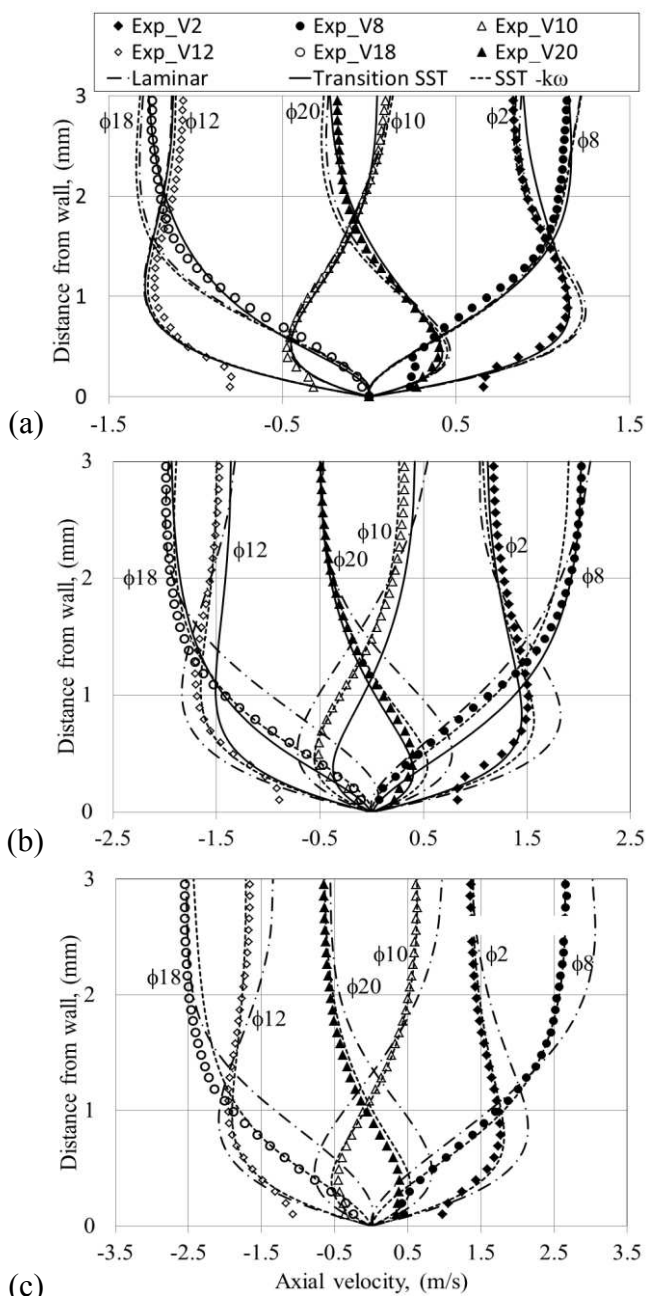 Exp_V2 Exp_V8 Exp_V10
Exp_V12 Exp_V18 Exp_V20
Laminar Transition SST SST -kω
3
2
1
0
Distance from wall, (mm)
ϕ18 ϕ12 ϕ20 ϕ10 ϕ2 ϕ8
(a)
-1.5 -0.5 0.5 1.5
3
2
1
0
Distance from wall, (mm)
ϕ18 ϕ12 ϕ20 ϕ10 ϕ2 ϕ8
(b)
-2.5 -1.5 -0.5 0.5 1.5 2.5
3
2
1
0
Distance from wall, (mm)
ϕ18 ϕ12 ϕ20 ϕ10 ϕ2 ϕ8
-3.5 -2.5 -1.5 -0.5 0.5 1.5 2.5 3.5
(c)
Axial velocity, (m/s)